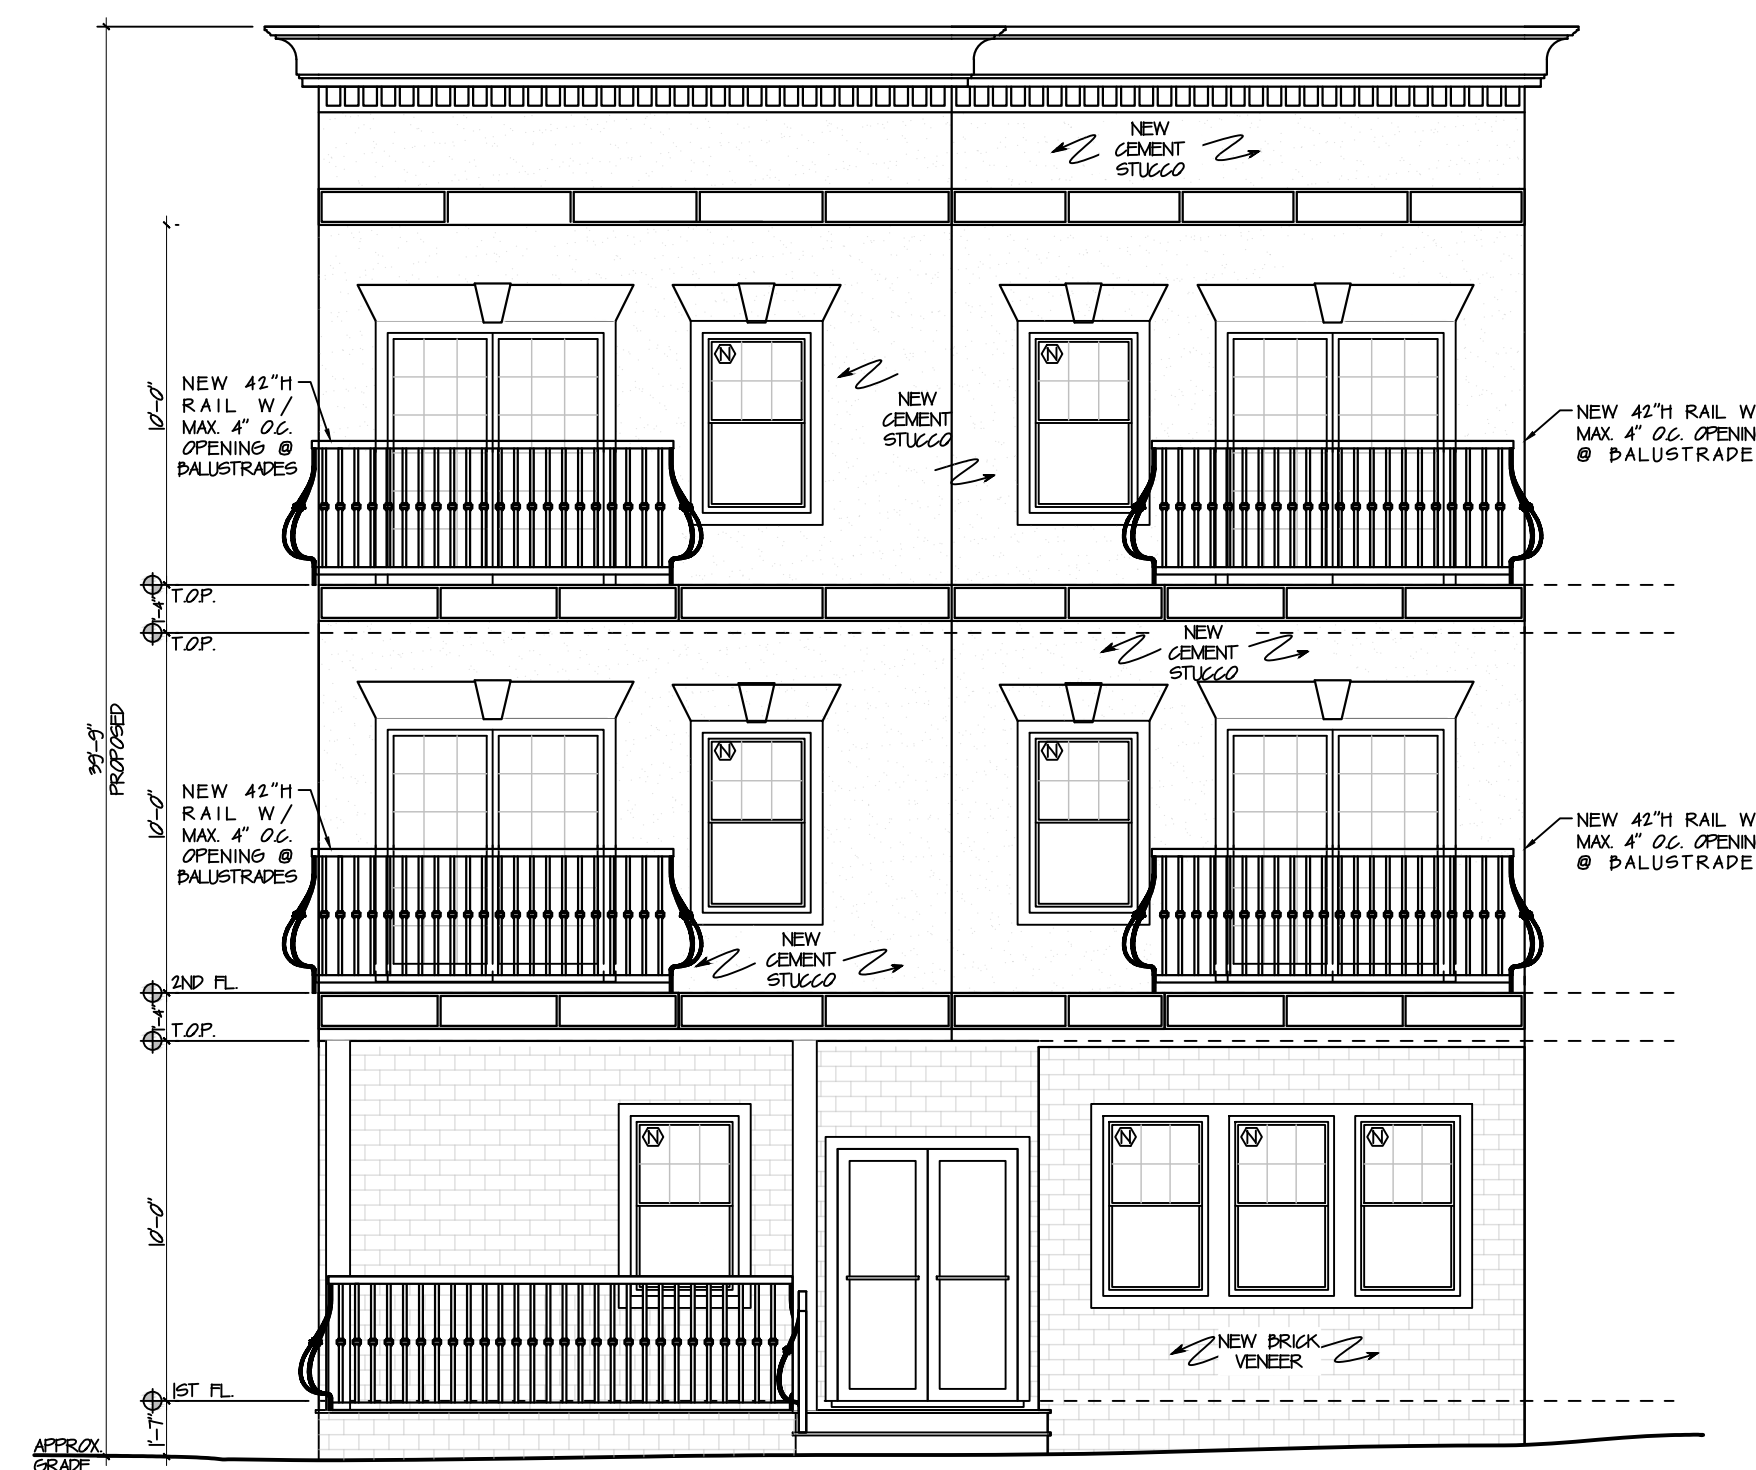 NEW
CEMENT
STUCCO
N
N
10'-0"
NEW 42"H
RAIL W/
MAX. 4" O.C.
OPENING @
BALUSTRADES
NEW
CEMENT
STUCCO
NEW 42"H RAIL W
MAX. 4" O.C. OPENIN
@ BALUSTRADE
T.O.P.
1'-4"
T.O.P.
NEW
CEMENT
STUCCO
39'-9"
PROPOSED
N
N
10'-0"
NEW 42"H
RAIL W/
MAX. 4" O.C.
OPENING @
BALUSTRADES
NEW 42"H RAIL W
MAX. 4" O.C. OPENIN
@ BALUSTRADE
NEW
CEMENT
STUCCO
2ND FL.
1'-4"
T.O.P.
N
N
N
N
10'-0"
NEW BRICK
VENEER
1ST FL.
1'-7"
APPROX.
GRADE